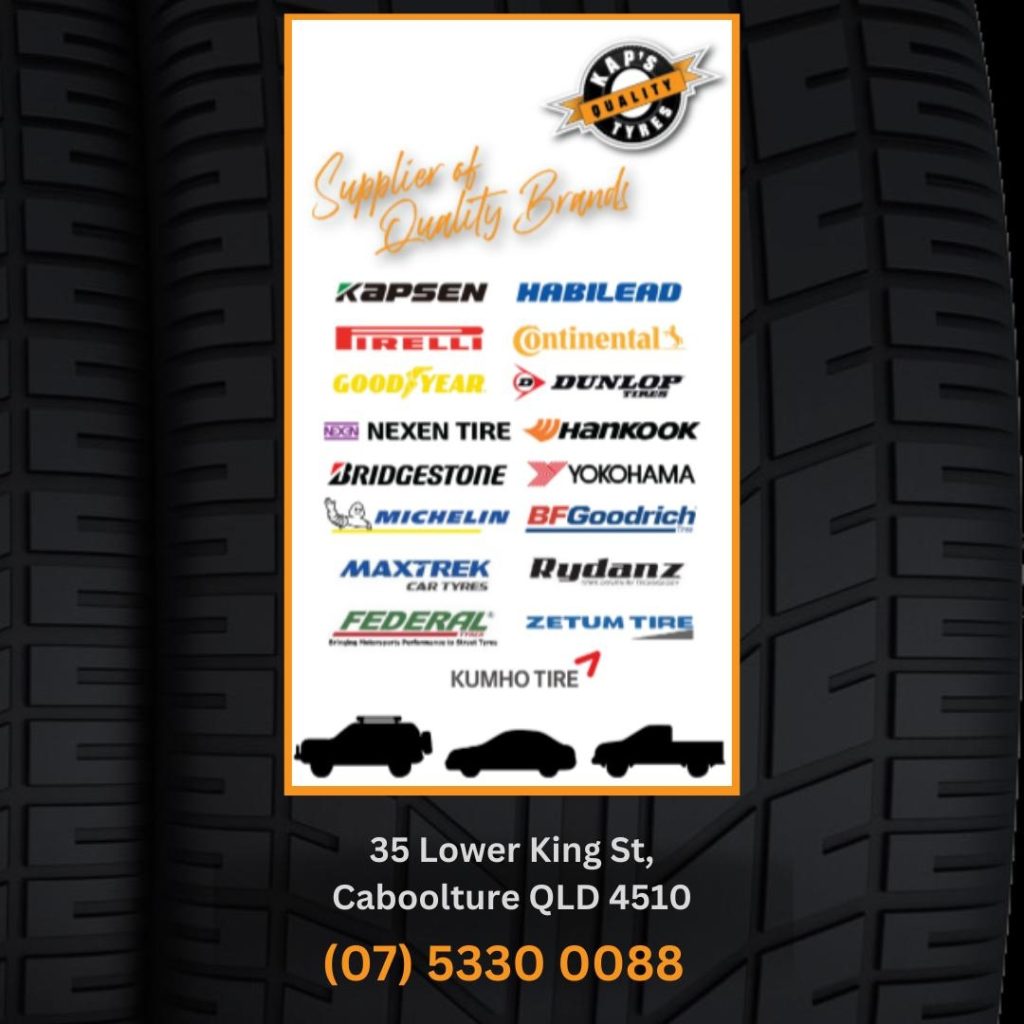 KAP'S
QUALITY
TYRES
Supplier of
Quality Brands
KAPSEN HABILEAD
PIRELLI Continental
GOODYEAR D DUNLOP
TIRES
NEXEN NEXEN TIRE HANKOOK
BRIDGESTONE YOKOHAMA
MICHELIN BFGoodrich
Tires
MAXTREK Rydanz
CAR TYRES
FEDERAL® ZETUM TIRE
TYRES
Bringing Motorsports Performance to Street Tyres
KUMHO TIRE
35 Lower King St,
Caboolture QLD 4510
(07) 5330 0088